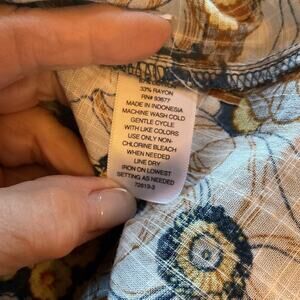 33% RAYON
RN# 93677
MADE IN INDONESIA
MACHINE WASH COLD
GENTLE CYCLE
WITH LIKE COLORS
USE ONLY NON-
CHLORINE BLEACH
WHEN NEEDED
LINE DRY
IRON ON LOWEST
SETTING AS NEEDED
72619-3